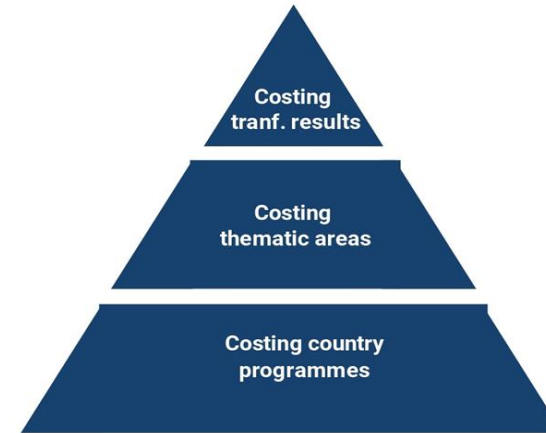 Costing
tranf. results
Costing
thematic areas
Costing country
programmes